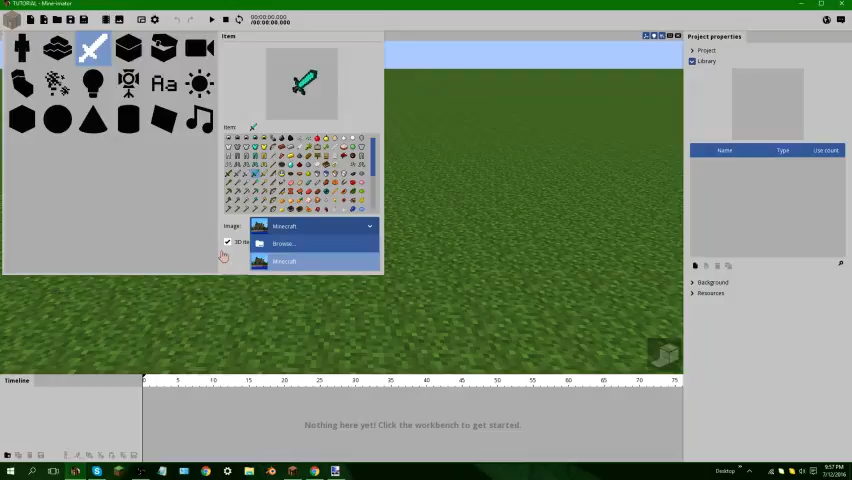 TUTORIAL - Mine-imator
00:00:00.000
/00:00:00.000
Item
Project properties
Project
Library
Aa
Item:
Name Type Use count
Image: Minecraft
Browse...
Minecraft
Background
Resources
Timeline
0 5 10 15 20 25 30 35 40 45 50 55 60 65 70 75
Nothing here yet! Click the workbench to get started.
Desktop
9:57 PM
7/12/2016